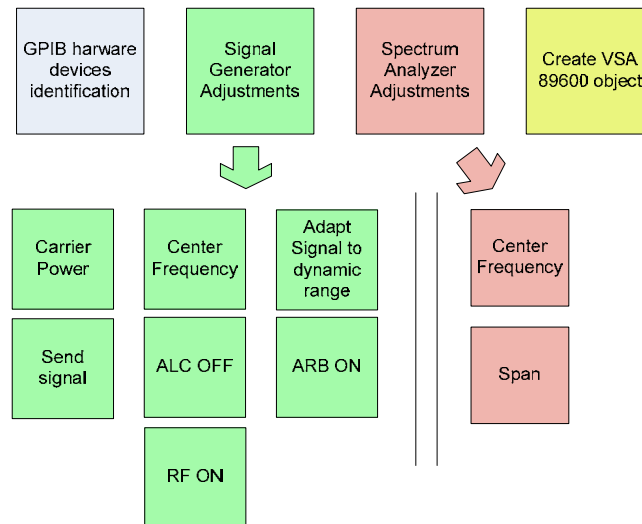 GPIB harware
devices
identification
Signal
Generator
Adjustments
Spectrum
Analyzer
Adjustments
Create VSA
89600 object
Carrier
Power
Center
Frequency
Adapt
Signal to
dynamic
range
Center
Frequency
Send
signal
ALC OFF
ARB ON
Span
RF ON